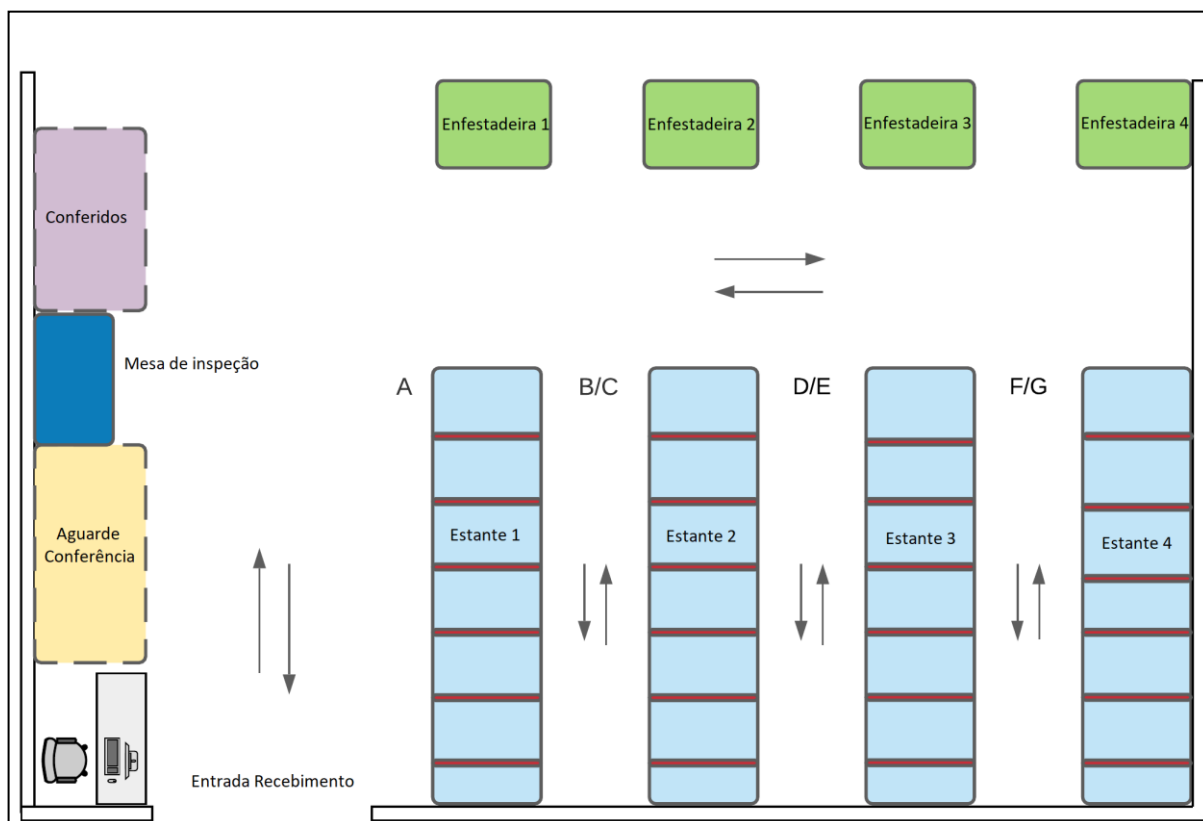 Enfestadeira 1
Enfestadeira 2
Enfestadeira 3
Enfestadeira 4
Conferidos
Mesa de inspeção
A
B/C
D/E
F/G
Aguarde
Conferência
Estante 1
Estante 2
Estante 3
Estante 4
Entrada Recebimento